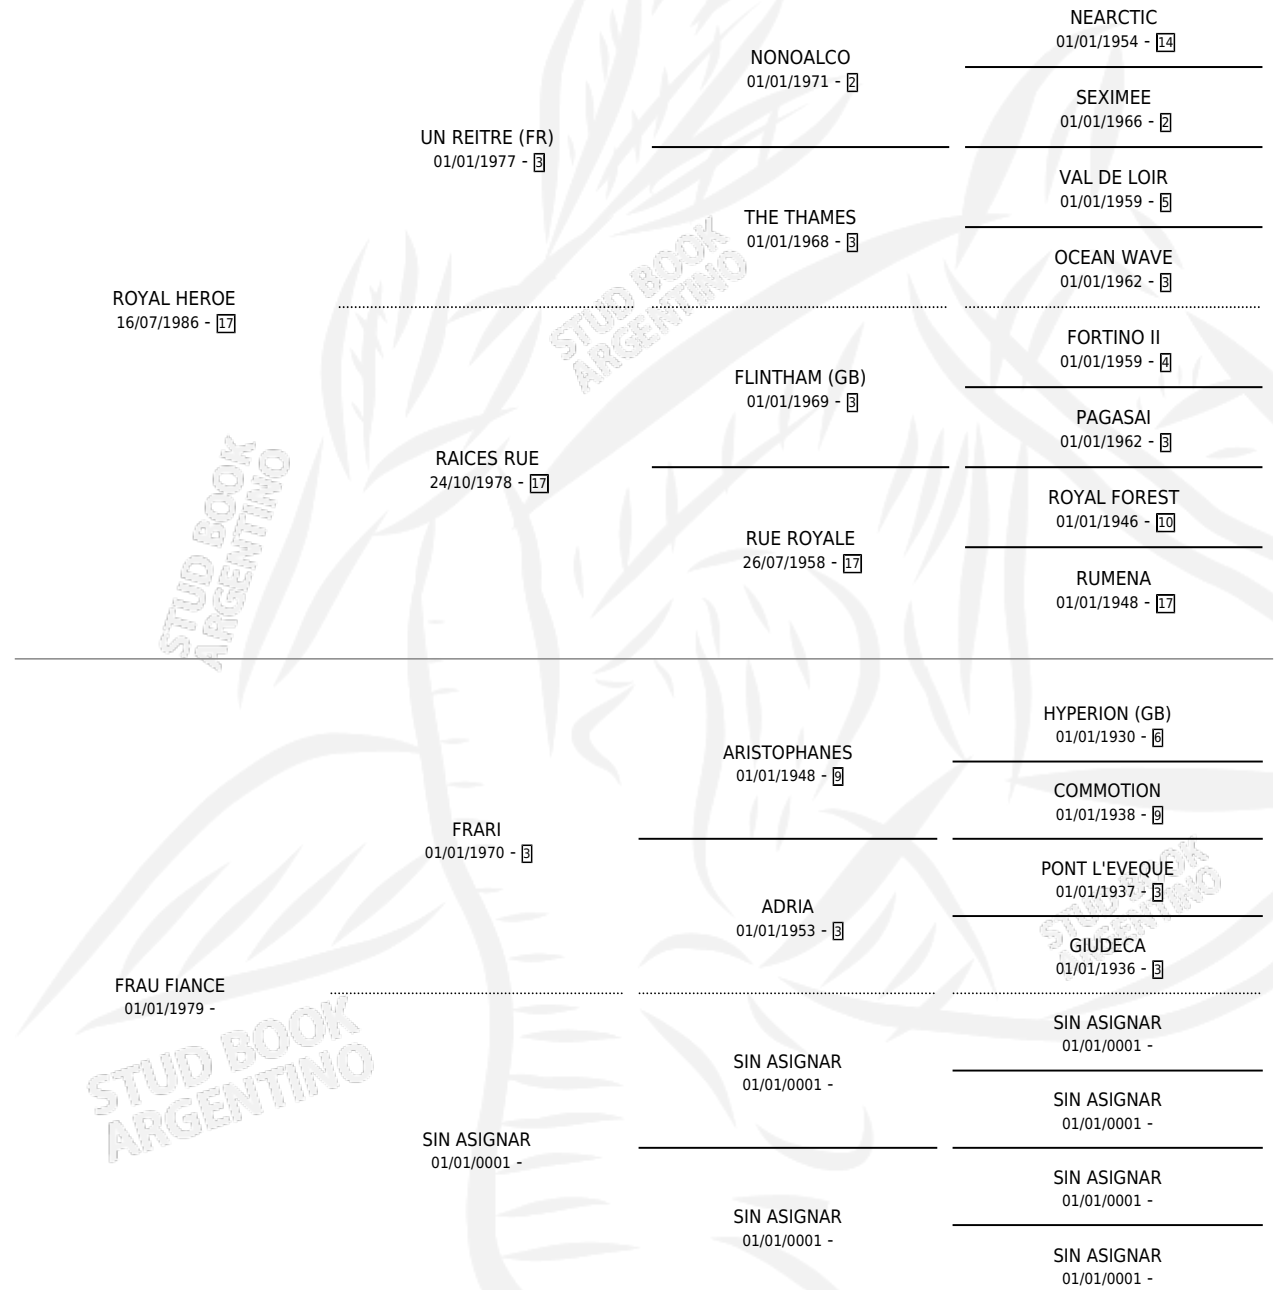 NEARCTIC
01/01/1954 - 14
NONOALCO
01/01/1971 - 2
SEXIMEE
01/01/1966 - 2
UN REITRE (FR)
01/01/1977 - 3
VAL DE LOIR
01/01/1959 - 5
THE THAMES
01/01/1968 - 3
OCEAN WAVE
01/01/1962 - 3
ROYAL HEROE
16/07/1986 - 17
FORTINO II
01/01/1959 - 4
FLINTHAM (GB)
01/01/1969 - 3
PAGASAI
01/01/1962 - 3
RAICES RUE
24/10/1978 - 17
ROYAL FOREST
01/01/1946 - 10
RUE ROYALE
26/07/1958 - 17
RUMENA
01/01/1948 - 17
HYPERION (GB)
01/01/1930 - 6
ARISTOPHANES
01/01/1948 - 9
COMMOTION
01/01/1938 - 9
FRARI
01/01/1970 - 3
PONT L'EVEQUE
01/01/1937 - 3
ADRIA
01/01/1953 - 3
GIUDECA
01/01/1936 - 3
FRAU FIANCE
01/01/1979 -
SIN ASIGNAR
01/01/0001 -
SIN ASIGNAR
01/01/0001 -
SIN ASIGNAR
01/01/0001 -
SIN ASIGNAR
01/01/0001 -
SIN ASIGNAR
01/01/0001 -
SIN ASIGNAR
01/01/0001 -
SIN ASIGNAR
01/01/0001 -
STUD BOOK
ARGENTINO
STUD BOOK
ARGENTINO
STUD BOOK
ARGENTINO
STUD BOOK
ARGENTINO